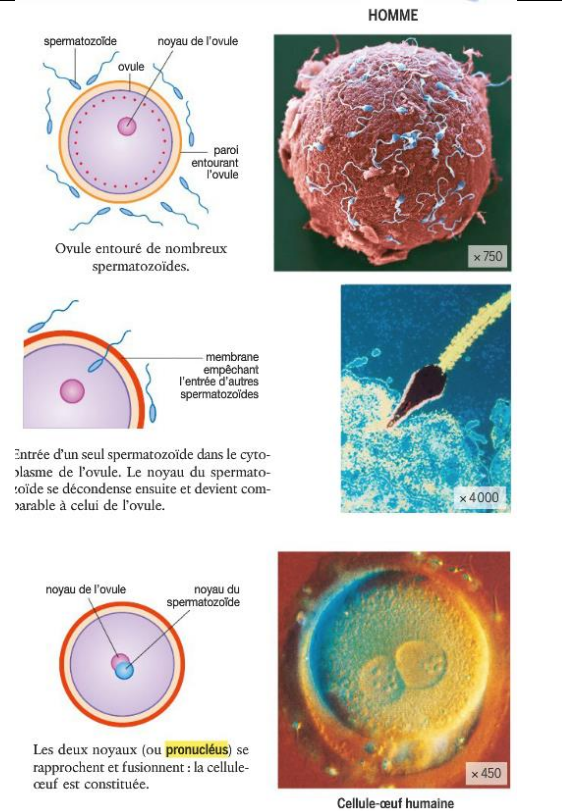 HOMME
spermatozoïde
noyau de l'ovule
ovule
paroi
entourant
l'ovule
Ovule entouré de nombreux
spermatozoïdes.
×750
membrane
empêchant
l'entrée d'autres
spermatozoïdes
Entrée d'un seul spermatozoïde dans le cyto-
plasme de l'ovule. Le noyau du spermato-
zoïde se décondense ensuite et devient com-
parable à celui de l'ovule.
×4000
noyau de l'ovule
noyau du
spermatozoïde
Les deux noyaux (ou pronucléus) se
rapprochent et fusionnent : la cellule-
œuf est constituée.
×450
Cellule-œuf humaine